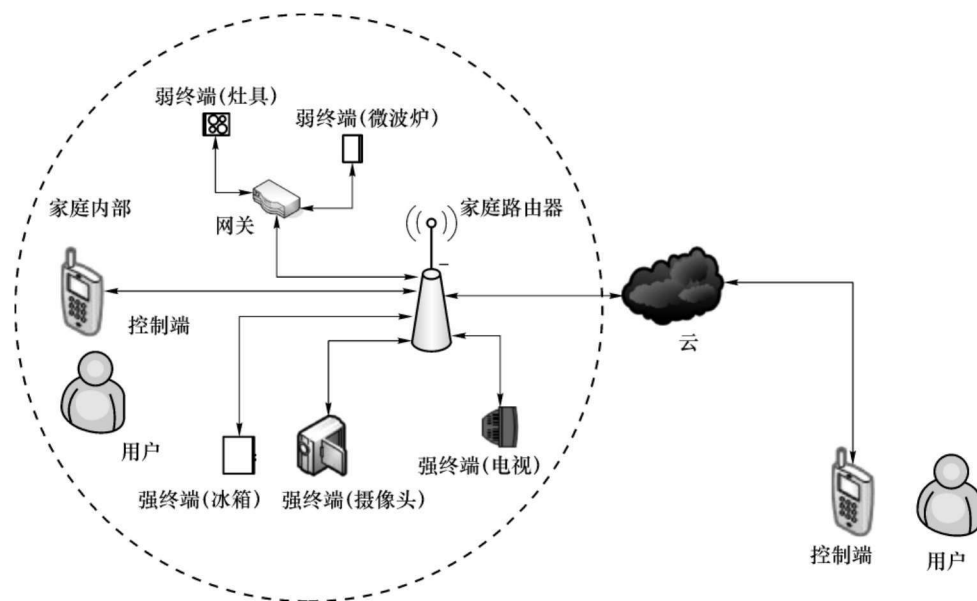 弱终端(灶具)
弱终端(微波炉)
家庭内部
网关
家庭路由器
控制端
云
用户
强终端(冰箱)
强终端(摄像头)
强终端(电视)
控制端
用户